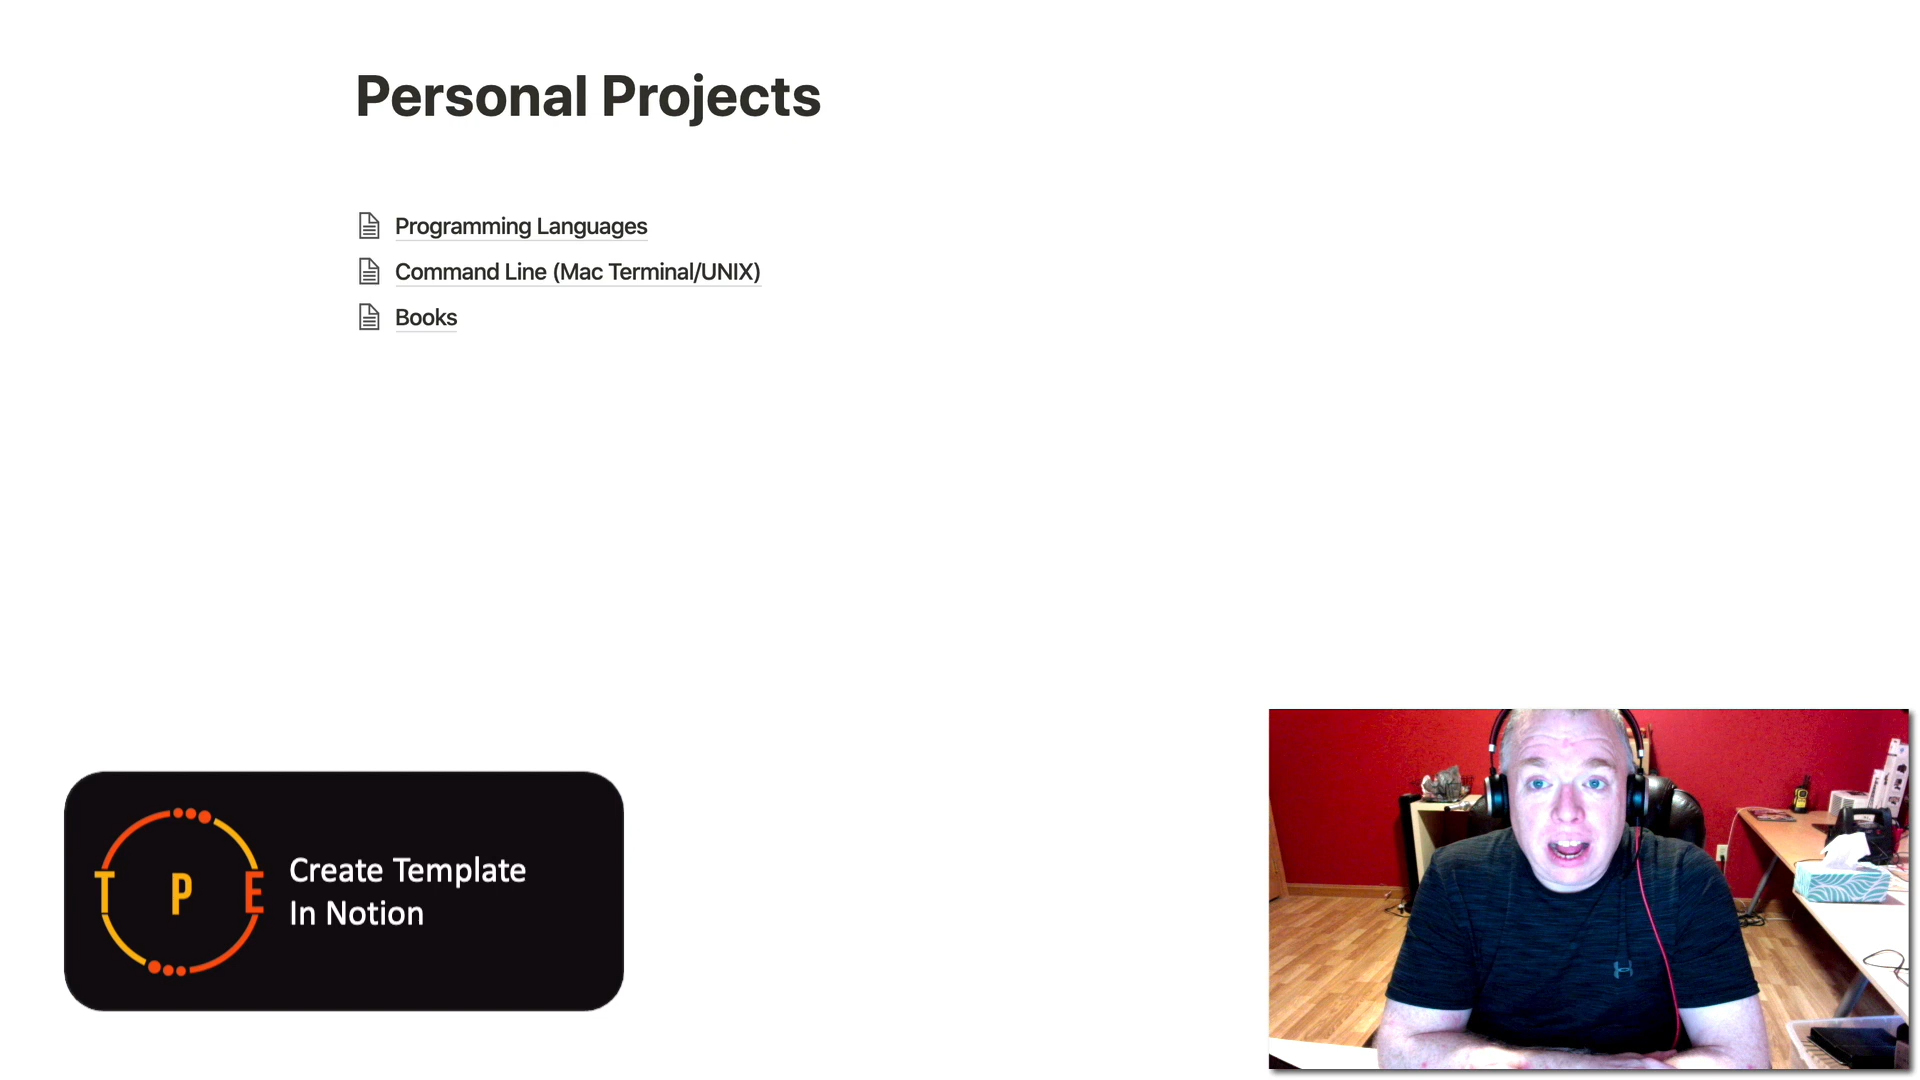 Personal Projects
Programming Languages
Command Line (Mac Terminal/UNIX)
Books
T P E
Create Template
In Notion